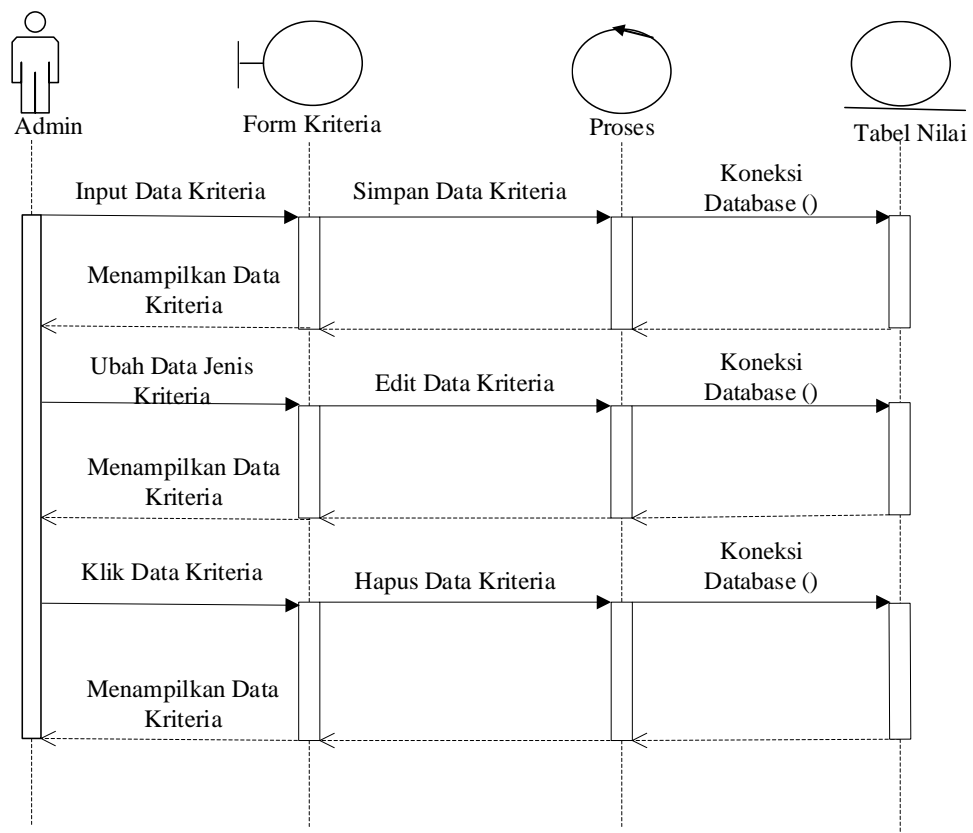 Admin
Form Kriteria
Proses
Tabel Nilai
Input Data Kriteria
Simpan Data Kriteria
Koneksi
Database ()
Menampilkan Data
Kriteria
Ubah Data Jenis
Kriteria
Edit Data Kriteria
Koneksi
Database ()
Menampilkan Data
Kriteria
Klik Data Kriteria
Hapus Data Kriteria
Koneksi
Database ()
Menampilkan Data
Kriteria